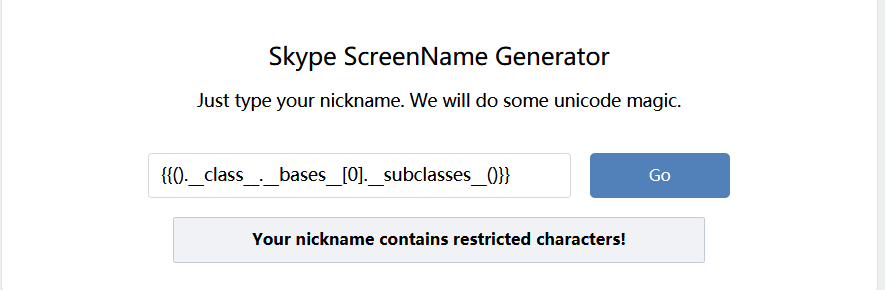 Skype ScreenName Generator
Just type your nickname. We will do some unicode magic.
{{().__class__.__bases__[0].__subclasses__()}}
Go
Your nickname contains restricted characters!